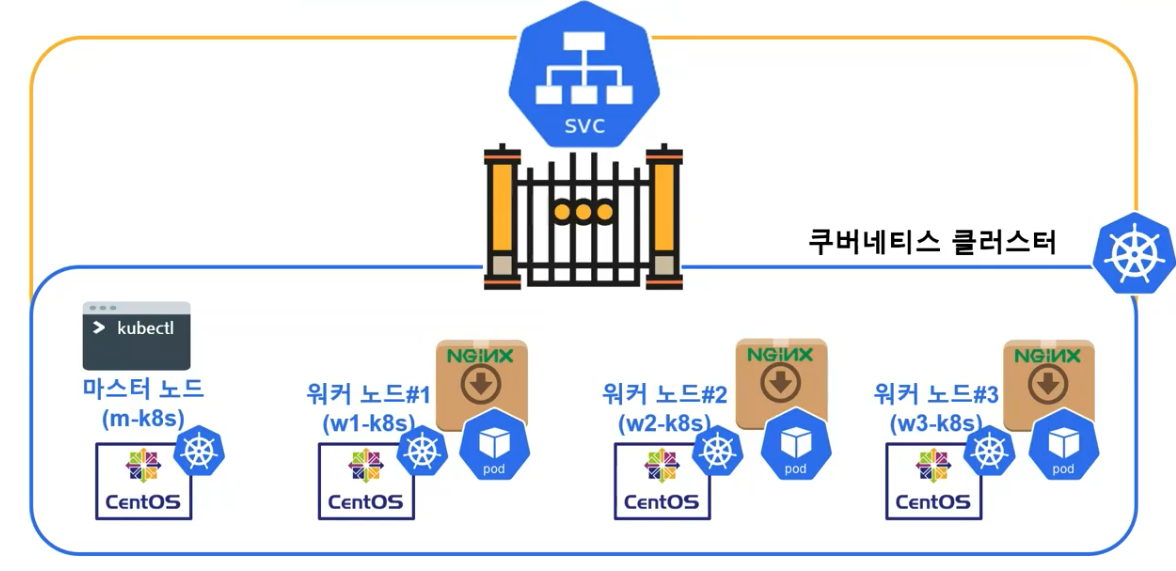 SVC
쿠버네티스 클러스터
> kubectl
마스터 노드
(m-k8s)
CentOS
워커 노드#1
(w1-k8s)
NGINX
pod
CentOS
워커 노드#2
(w2-k8s)
NGINX
pod
CentOS
워커 노드#3
(w3-k8s)
NGINX
pod
CentOS